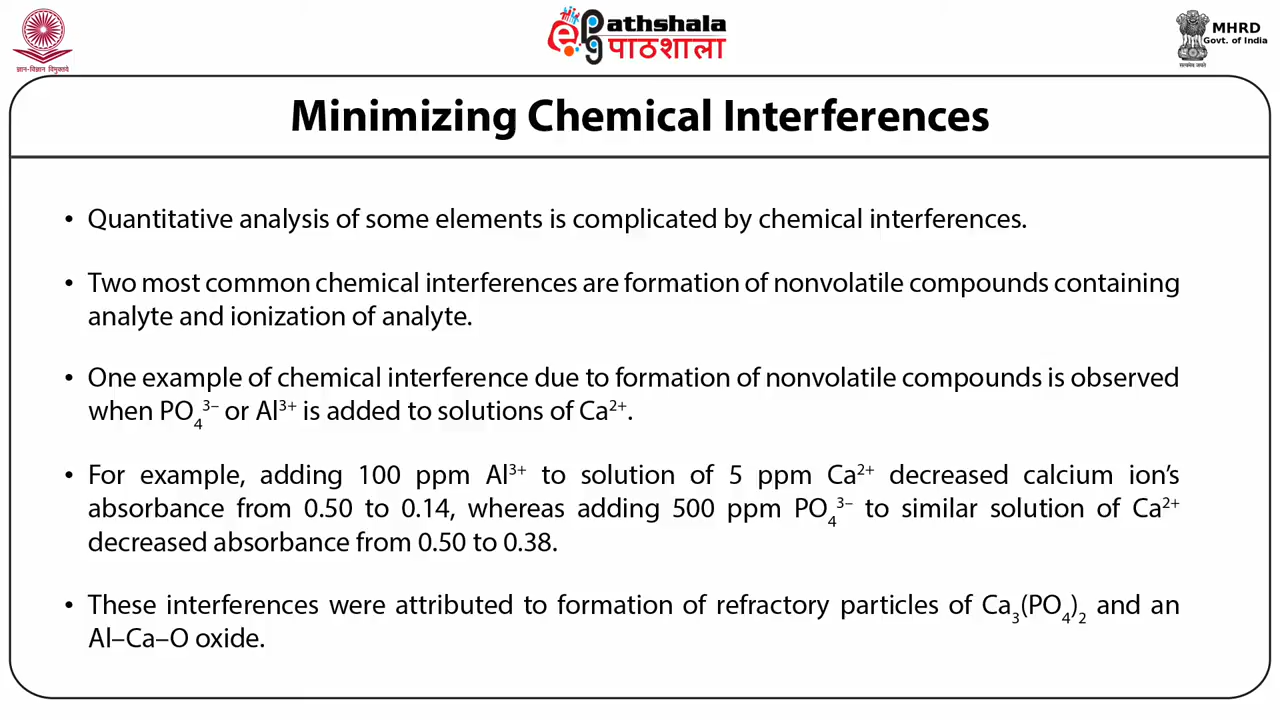 ज्ञान-विज्ञान विमुक्तये
ePG athshala
पाठशाला
सत्यमेव जयते
MHRD
Govt. of India
Minimizing Chemical Interferences
• Quantitative analysis of some elements is complicated by chemical interferences.
• Two most common chemical interferences are formation of nonvolatile compounds containing
analyte and ionization of analyte.
• One example of chemical interference due to formation of nonvolatile compounds is observed
when PO₄³⁻ or Al³⁺ is added to solutions of Ca²⁺.
• For example, adding 100 ppm Al³⁺ to solution of 5 ppm Ca²⁺ decreased calcium ion’s
absorbance from 0.50 to 0.14, whereas adding 500 ppm PO₄³⁻ to similar solution of Ca²⁺
decreased absorbance from 0.50 to 0.38.
• These interferences were attributed to formation of refractory particles of Ca₃(PO₄)₂ and an
Al–Ca–O oxide.